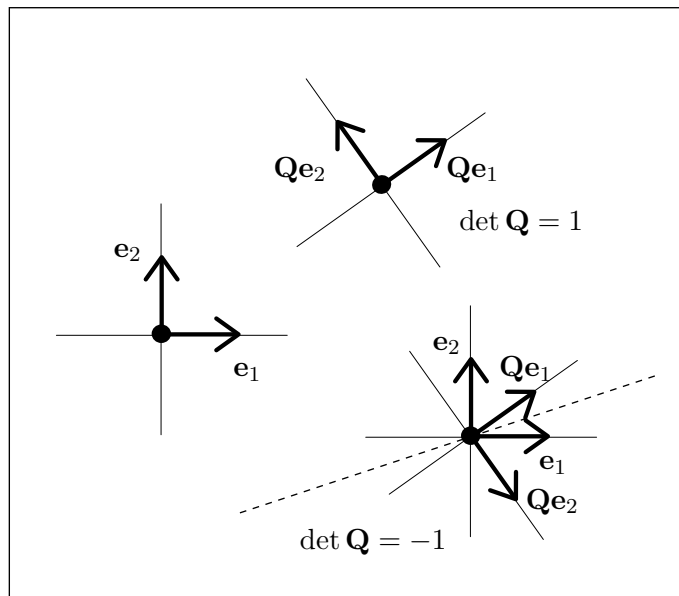 Qe₂
Qe₁
det Q = 1
e₂
e₁
e₂
Qe₁
e₁
Qe₂
det Q = −1